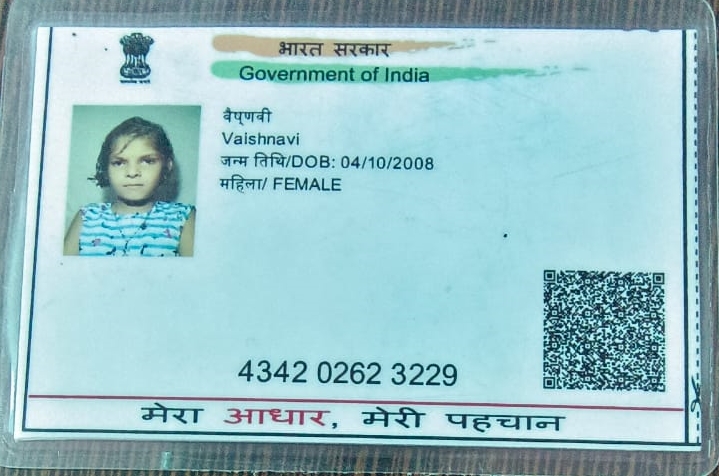 भारत सरकार
Government of India
वैष्णवी
Vaishnavi
जन्म तिथि/DOB: 04/10/2008
महिला/ FEMALE
4342 0262 3229
मेरा आधार, मेरी पहचान